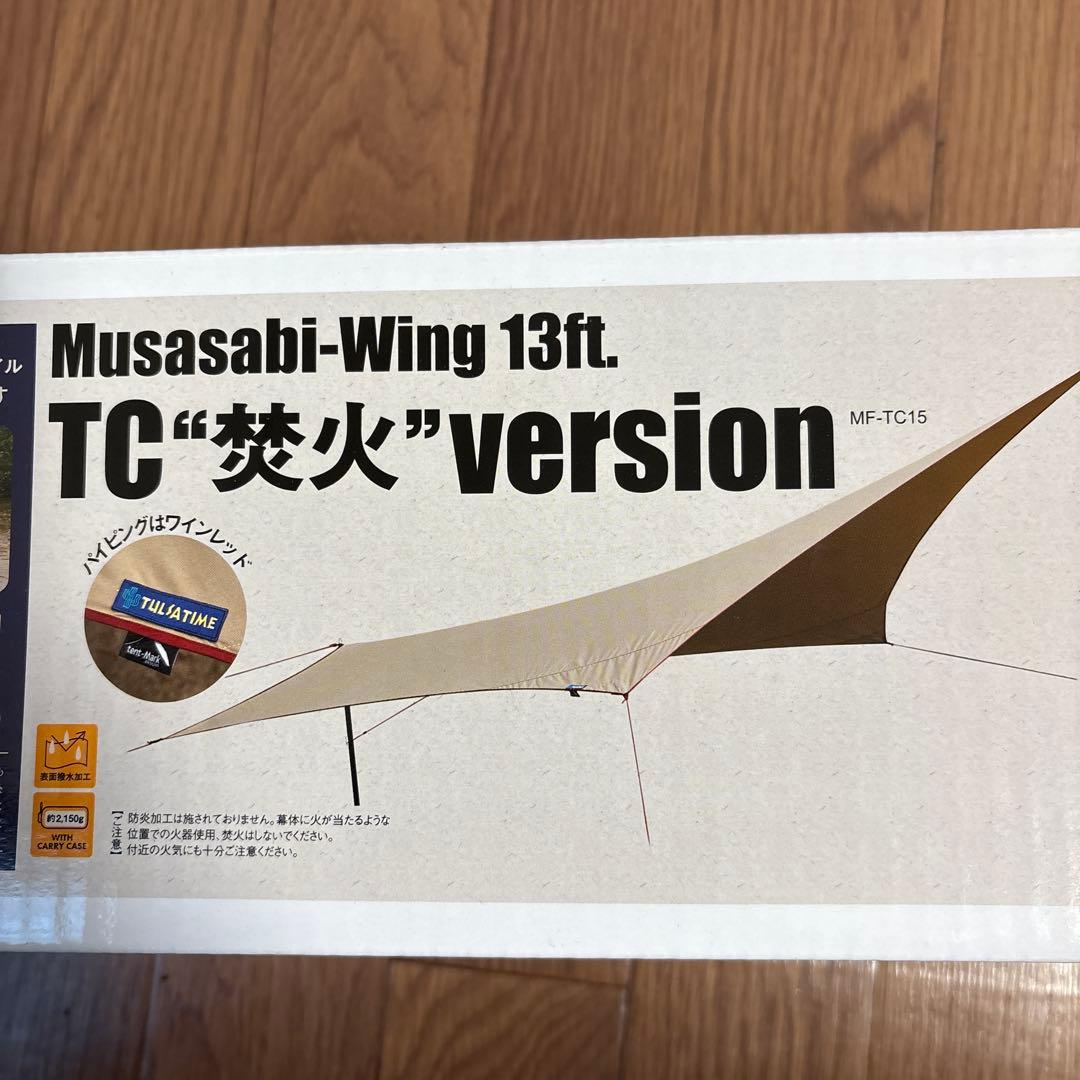 Musasabi-Wing 13ft.
TC“焚火”version
MF-TC15
パイピングはワインレッド
TULSATIME
tent-Mark
表面撥水加工
約2,150g
WITH
CARRY CASE
【ご注意】
防炎加工は施されておりません。幕体に火が当たるような
位置での火器使用、焚火はしないでください。
付近の火気にも十分ご注意ください。